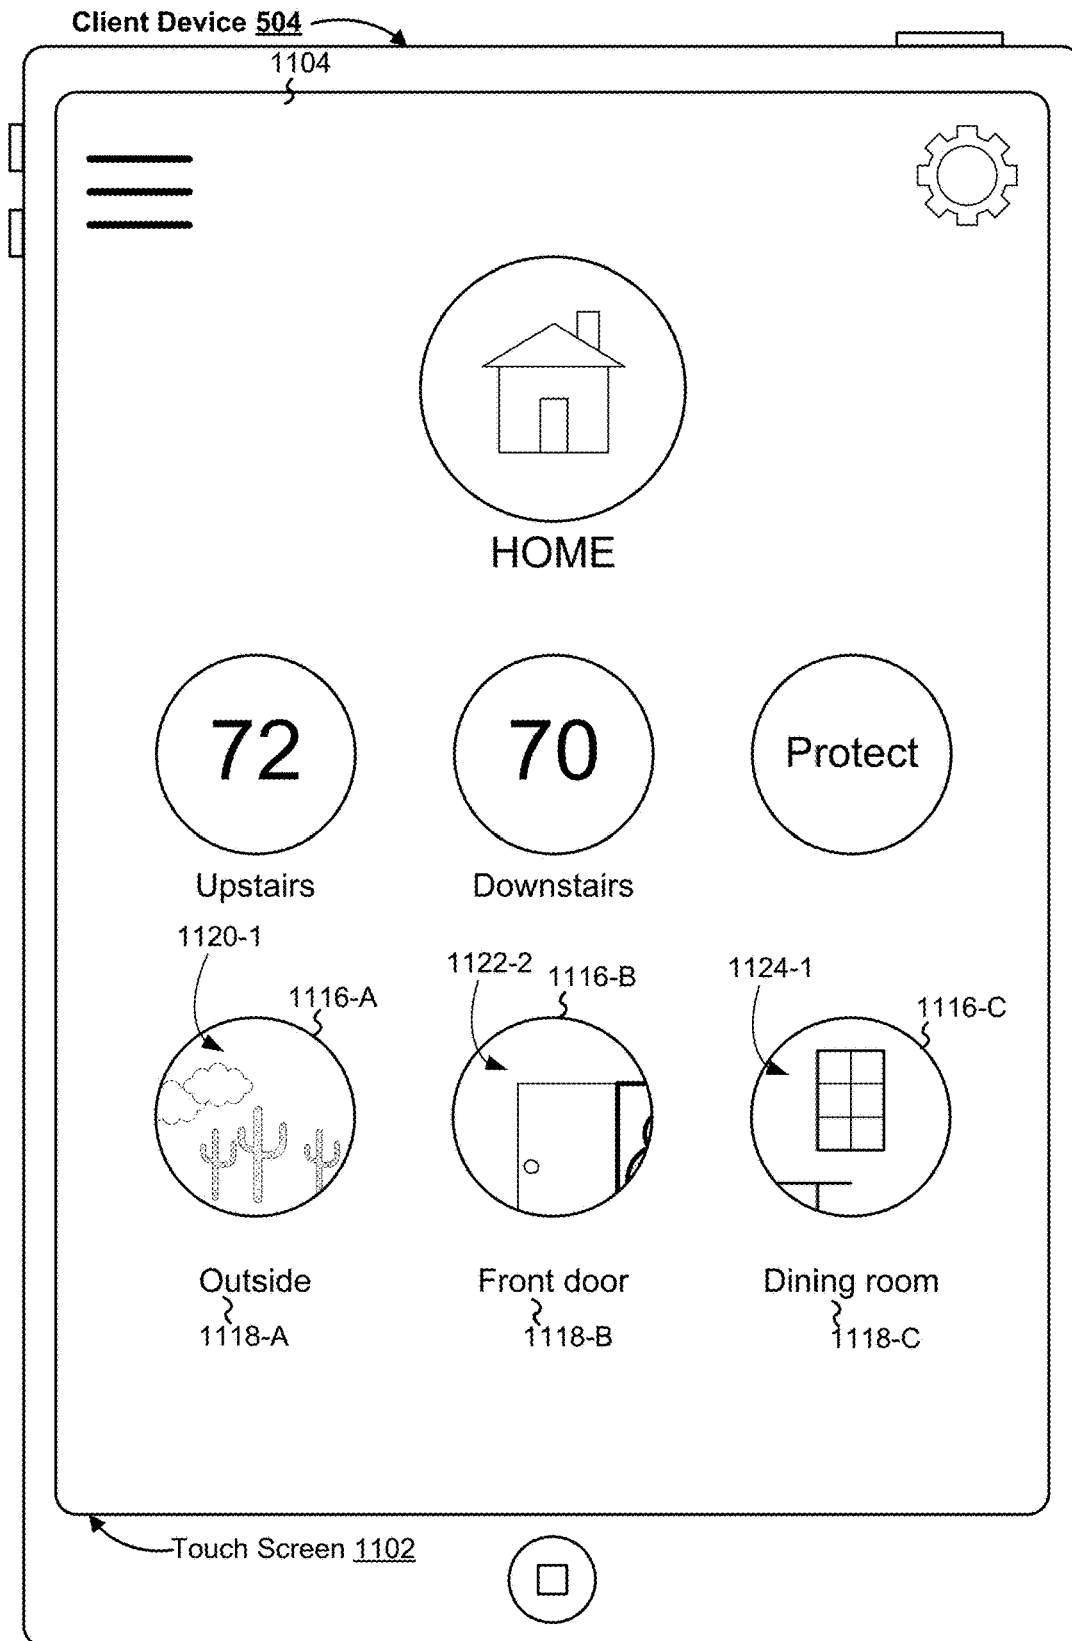 Client Device 504
1104
HOME
72 70 Protect
Upstairs Downstairs
1120-1 1122-2 1116-B 1124-1
1116-A 1116-C
Outside Front door Dining room
1118-A 1118-B 1118-C
Touch Screen 1102